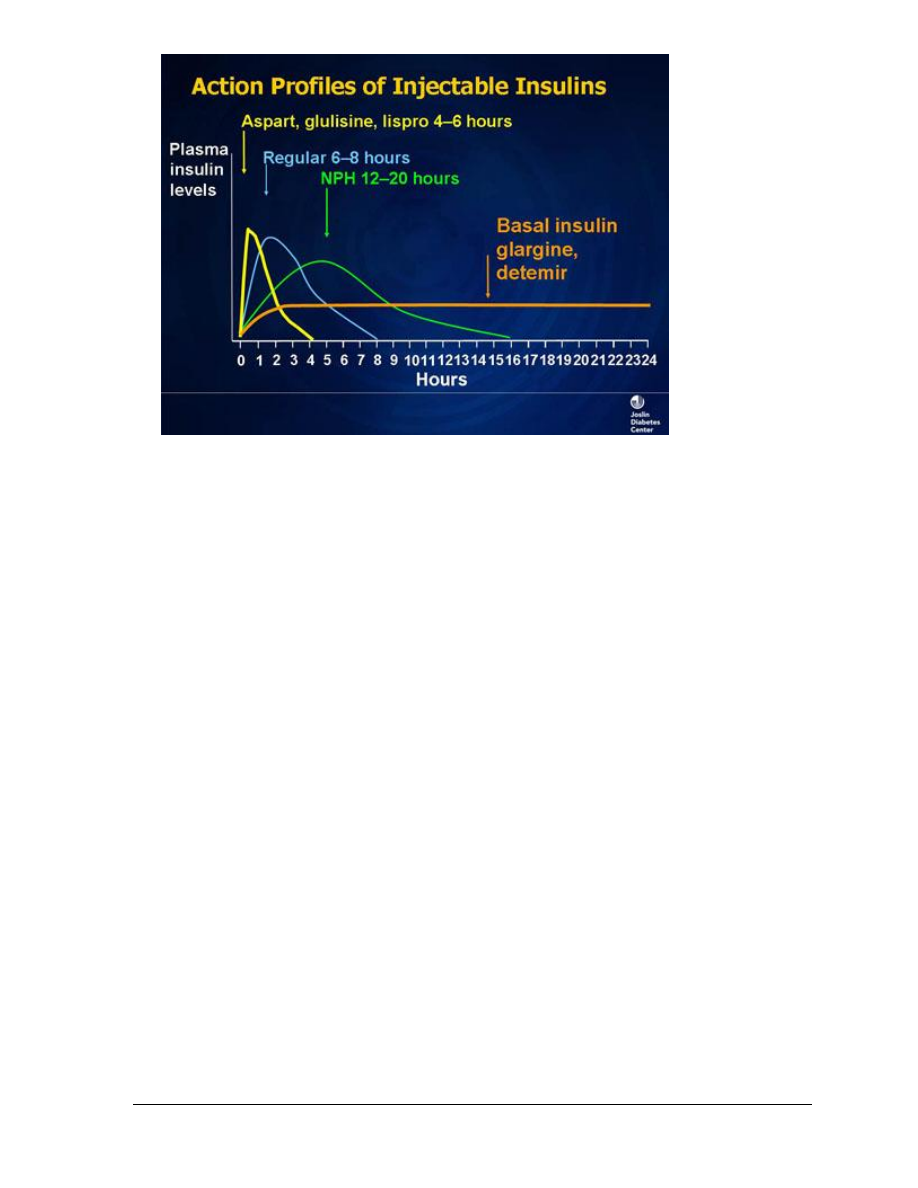 Action Profiles of Injectable Insulins
Aspart, glulisine, lispro 4–6 hours
Plasma
insulin
levels
Regular 6–8 hours
NPH 12–20 hours
Basal insulin
glargine,
detemir
0 1 2 3 4 5 6 7 8 9 10 11 12 13 14 15 16 17 18 19 20 21 22 23 24
Hours
Joslin
Diabetes
Center